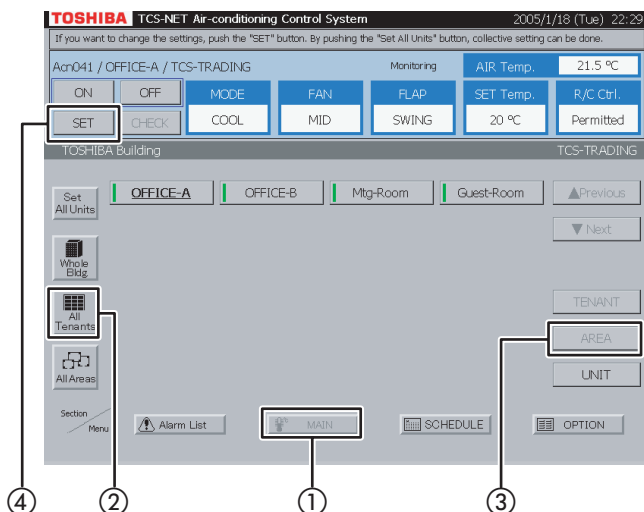 TOSHIBA TCS-NET Air-conditioning Control System 2005/1/18 (Tue) 22:29
If you want to change the settings, push the "SET" button. By pushing the "Set All Units" button, collective setting can be done.
Acn041 / OFFICE-A / TCS-TRADING Monitoring AIR Temp. 21.5 °C
ON OFF MODE FAN FLAP SET Temp. R/C Ctrl.
SET CHECK COOL MID SWING 20 °C Permitted
TOSHIBA Building TCS-TRADING
Set All Units
OFFICE-A OFFICE-B Mtg-Room Guest-Room ▲Previous
▼ Next
Whole Bldg.
All Tenants
TENANT
AREA
All Areas
UNIT
Section / Menu
Alarm List MAIN SCHEDULE OPTION
④ ② ① ③